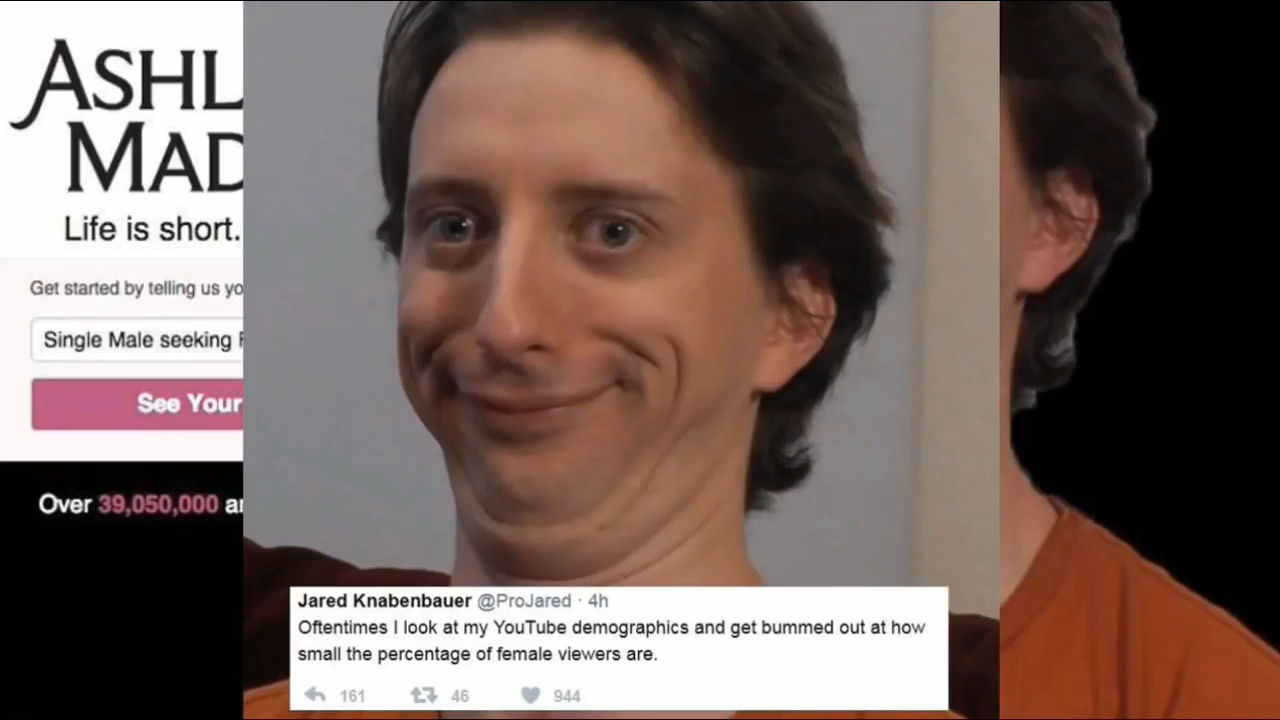 ASHL
MAD
Life is short.
Get started by telling us yo
Single Male seeking
See Your
Over 39,050,000 an
Jared Knabenbauer @ProJared · 4h
Oftentimes I look at my YouTube demographics and get bummed out at how
small the percentage of female viewers are.
161 46 944